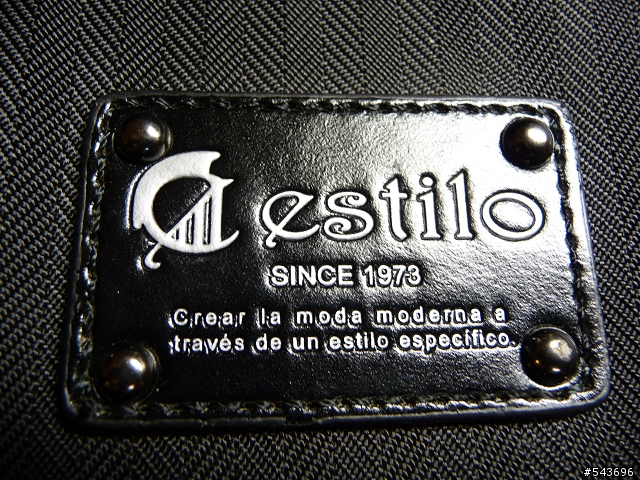 estilo
SINCE 1973
Crear la moda moderna a
través de un estilo específico.
#543696